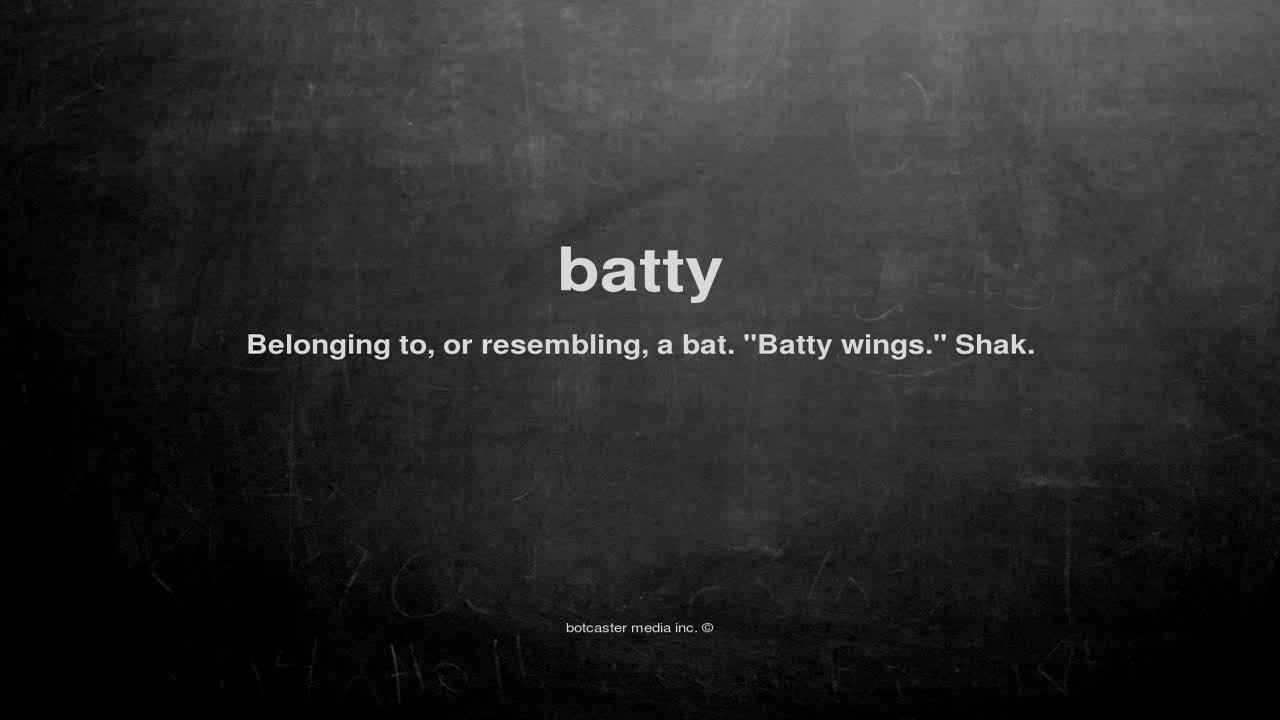 batty
Belonging to, or resembling, a bat. "Batty wings." Shak.
botcaster media inc. ©